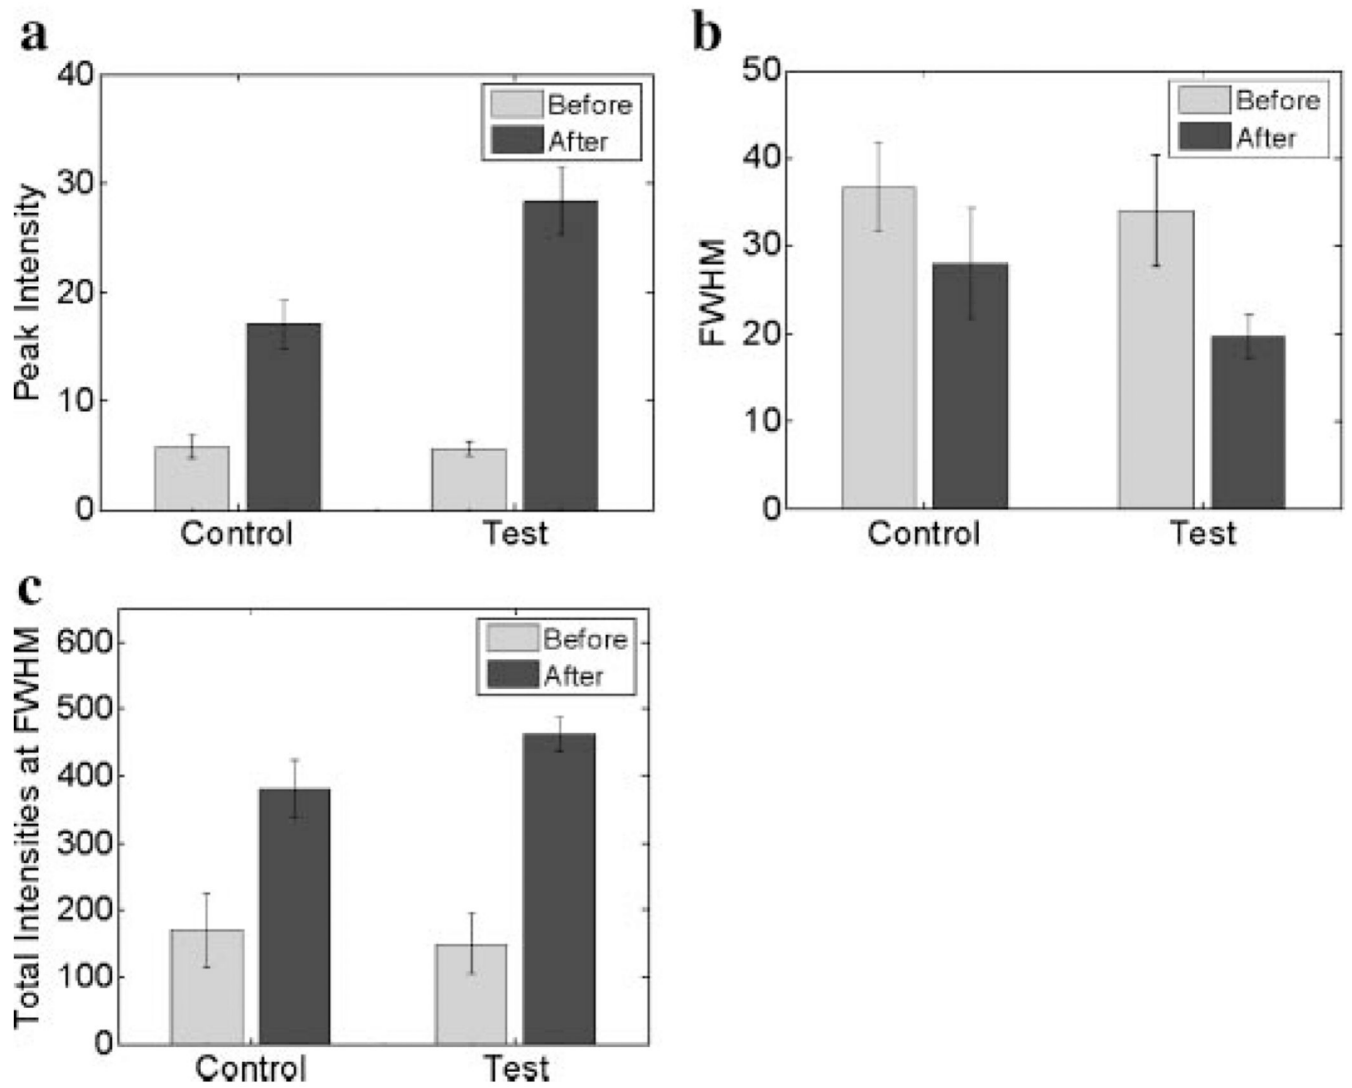 a
40
30
20
10
0
Peak Intensity
Before
After
Control
Test
b
50
40
30
20
10
0
FWHM
Before
After
Control
Test
c
600
500
400
300
200
100
0
Total Intensities at FWHM
Before
After
Control
Test